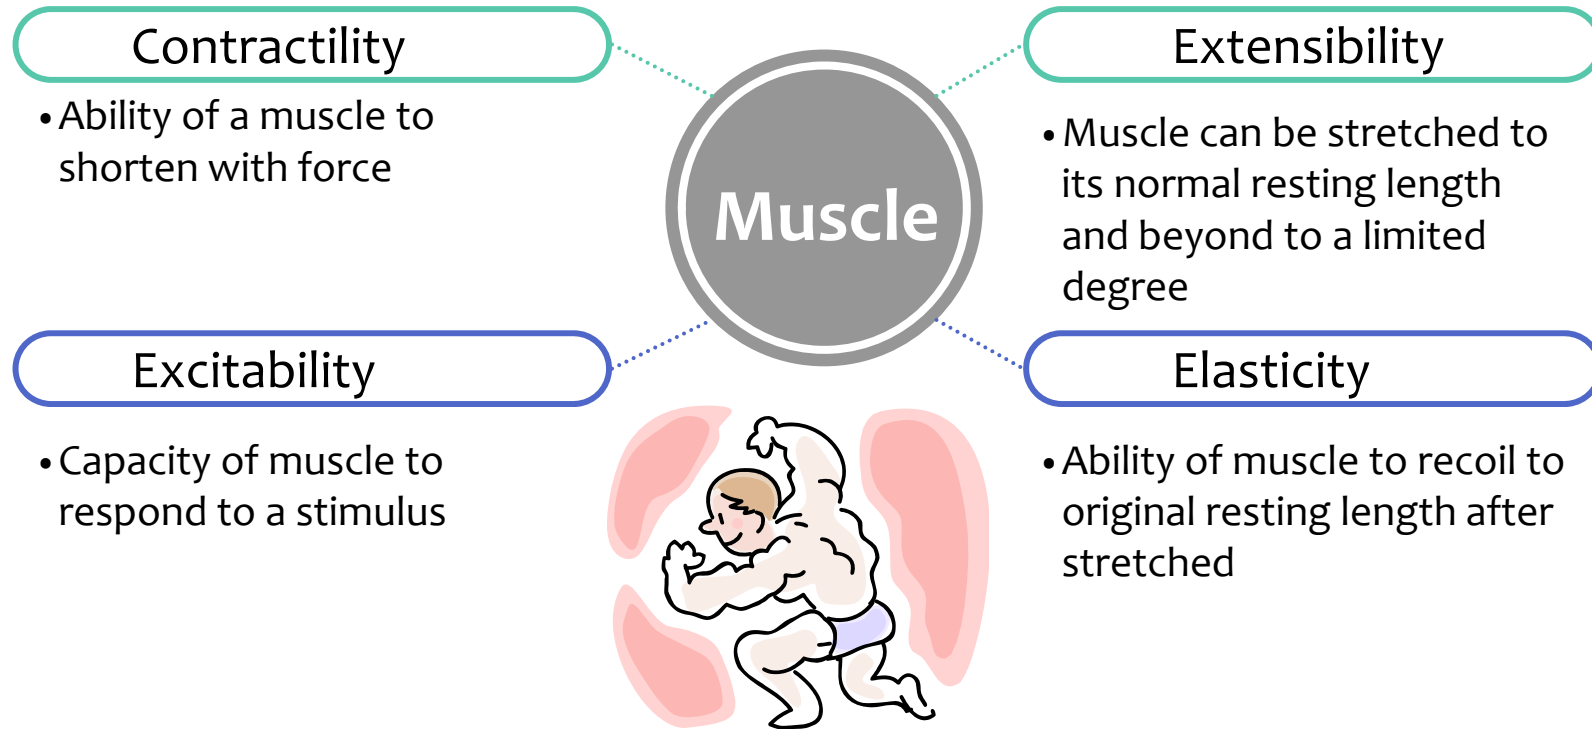 Contractility
• Ability of a muscle to
shorten with force
Muscle
Extensibility
• Muscle can be stretched to
its normal resting length
and beyond to a limited
degree
Excitability
• Capacity of muscle to
respond to a stimulus
Elasticity
• Ability of muscle to recoil to
original resting length after
stretched